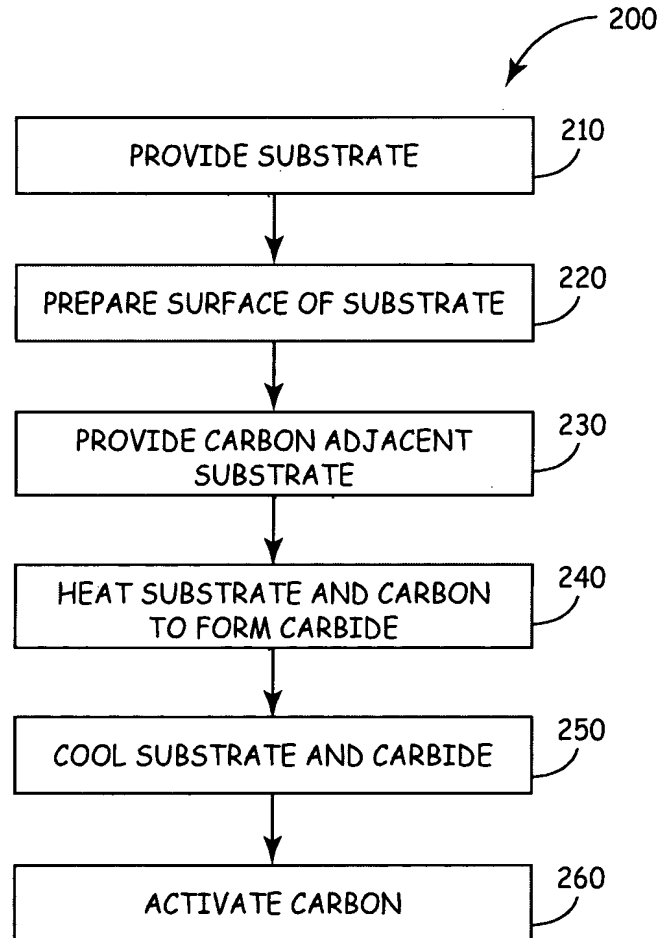 200
PROVIDE SUBSTRATE
210
PREPARE SURFACE OF SUBSTRATE
220
PROVIDE CARBON ADJACENT
SUBSTRATE
230
HEAT SUBSTRATE AND CARBON
TO FORM CARBIDE
240
COOL SUBSTRATE AND CARBIDE
250
ACTIVATE CARBON
260